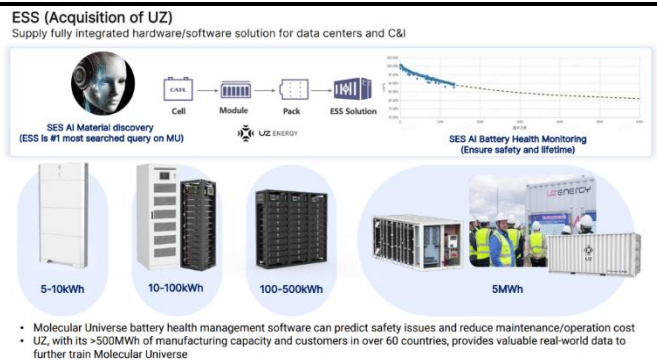 ESS (Acquisition of UZ)
Supply fully integrated hardware/software solution for data centers and C&I
CATL
Cell
Module
Pack
ESS Solution
UZ ENERGY
SES AI Material discovery
(ESS is #1 most searched query on MU)
SES AI Battery Health Monitoring
(Ensure safety and lifetime)
UZENERGY
UZ
5-10kWh
10-100kWh
100-500kWh
5MWh
• Molecular Universe battery health management software can predict safety issues and reduce maintenance/operation cost
• UZ, with its >500MWh of manufacturing capacity and customers in over 60 countries, provides valuable real-world data to
further train Molecular Universe